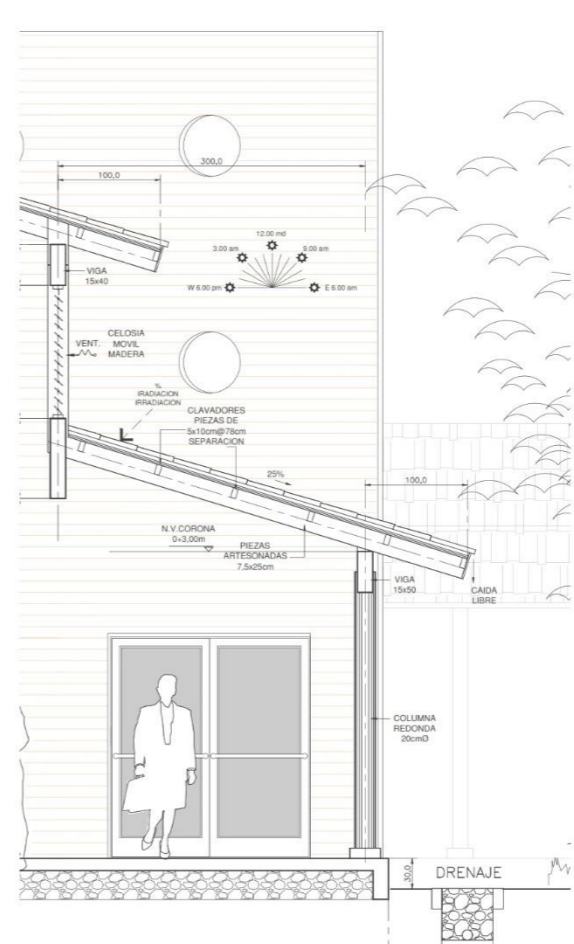 300,0
100,0
12.00 md
3.00 am
9.00 am
W 6.00 pm
E 6.00 am
VIGA
15x40
CELOSIA
VENT. MOVIL
MADERA
%
IRADIACION
IRRADIACION
CLAVADORES
PIEZAS DE
5x10cm@78cm
SEPARACION
25%
100,0
N.V.CORONA
0+3,00m
PIEZAS
ARTESONADAS
7,5x25cm
VIGA
15x50
CAIDA
LIBRE
COLUMNA
REDONDA
20cmØ
30,0
DRENAJE